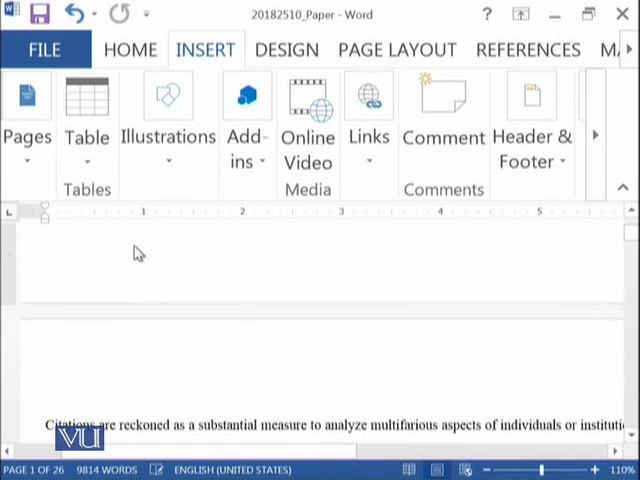 20182510_Paper - Word
FILE HOME INSERT DESIGN PAGE LAYOUT REFERENCES
Pages Table Illustrations Add-ins Online Video Links Comment Header & Footer
Tables Media Comments
1 2 3 4 5
Citations are reckoned as a substantial measure to analyze multifarious aspects of individuals or
VU
PAGE 1 OF 26 9814 WORDS ENGLISH (UNITED STATES) 110%